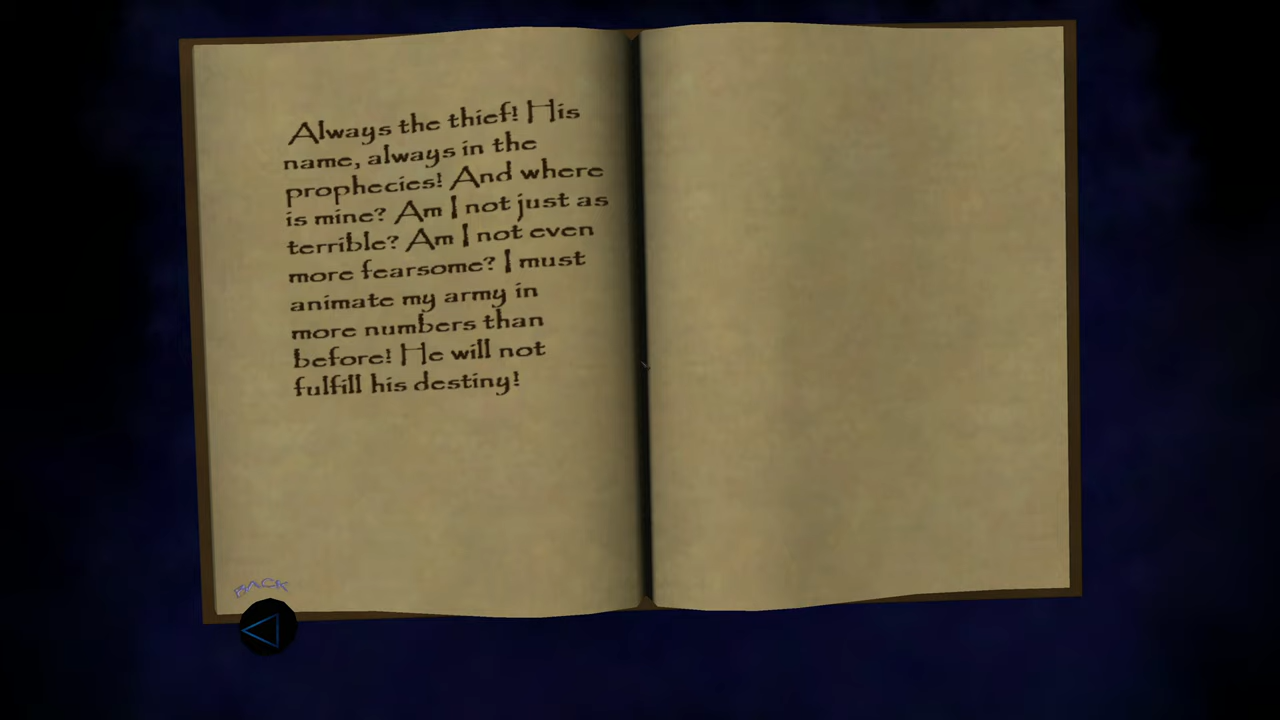 Always the thief! His
name, always in the
prophecies! And where
is mine? Am I not just as
terrible? Am I not even
more fearsome? I must
animate my army in
more numbers than
before! He will not
fulfill his destiny!
BACK